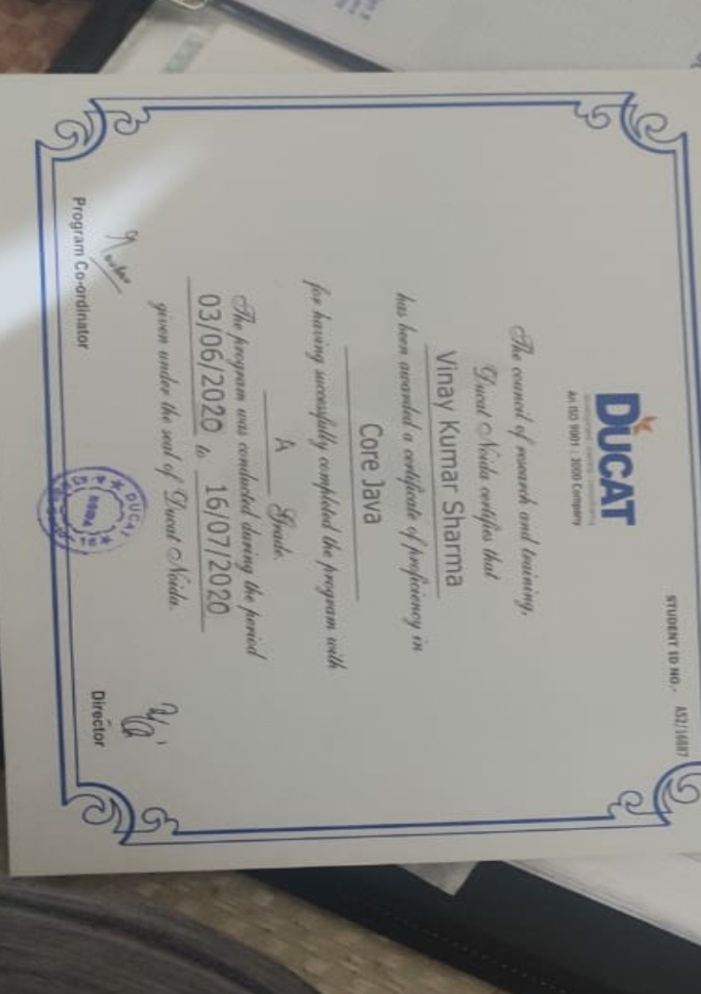 STUDENT ID NO.- A52/16887
DUCAT
An ISO 9001 : 2000 Company
The council of research and training,
Ducat Noida certifies that
Vinay Kumar Sharma
has been awarded a certificate of proficiency in
Core Java
for having successfully completed the program with
A Grade.
The program was conducted during the period
03/06/2020 to 16/07/2020
given under the seal of Ducat Noida.
DUCAT
NOIDA
Program Co-ordinator
Director